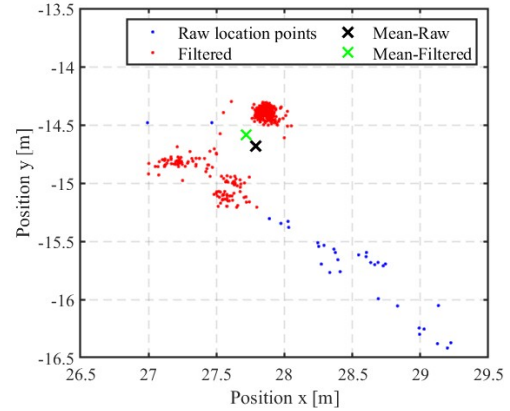 -13.5
Raw location points
Mean-Raw
Filtered
Mean-Filtered
-14
-14.5
-15
-15.5
-16
-16.5
Position y [m]
26.5 27 27.5 28 28.5 29 29.5
Position x [m]